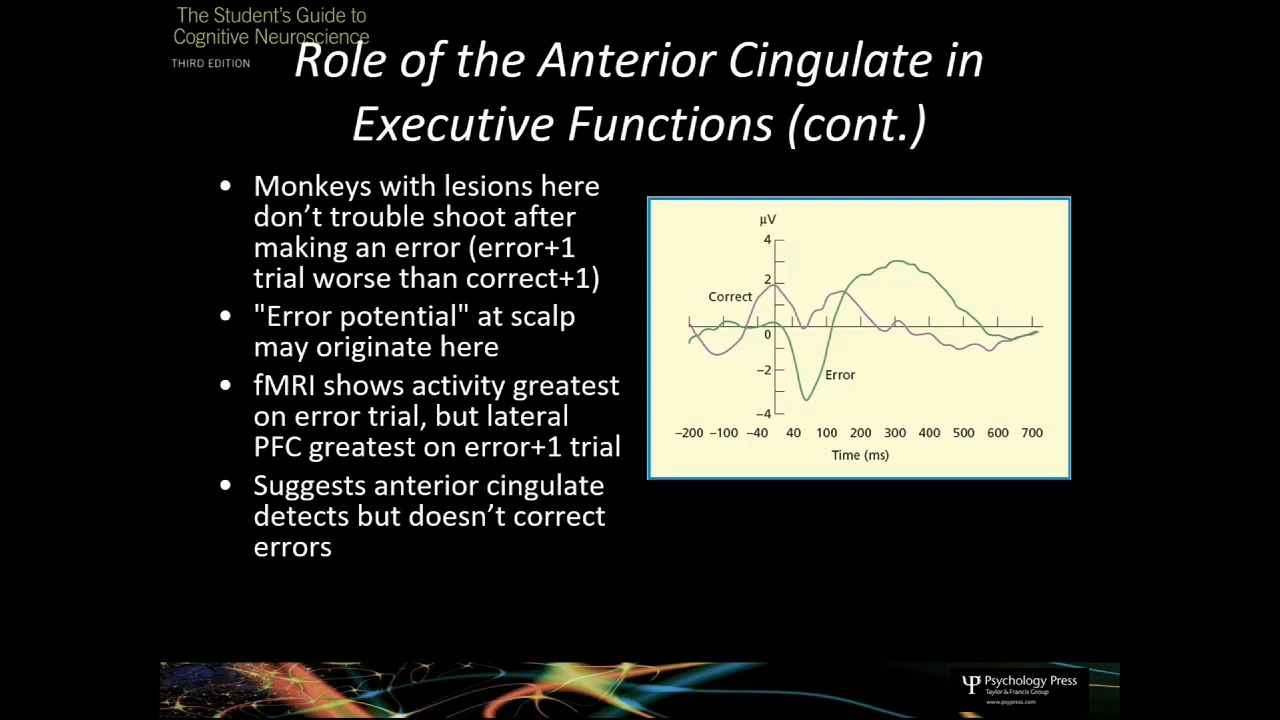 The Student's Guide to
Cognitive Neuroscience
THIRD EDITION
Role of the Anterior Cingulate in
Executive Functions (cont.)
• Monkeys with lesions here
don't trouble shoot after
making an error (error+1
trial worse than correct+1)
• "Error potential" at scalp
may originate here
• fMRI shows activity greatest
on error trial, but lateral
PFC greatest on error+1 trial
• Suggests anterior cingulate
detects but doesn't correct
errors
µV
4
2
Correct
0
−2
Error
−4
−200 −100 −40 40 100 200 300 400 500 600 700
Time (ms)
Psychology Press
Taylor & Francis Group
www.psypress.com